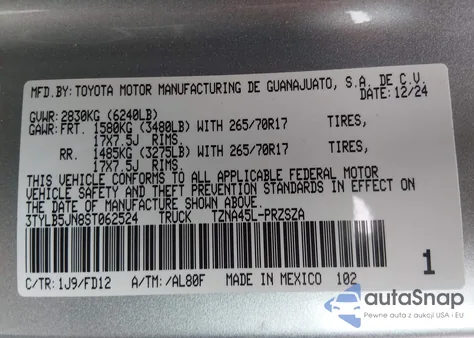 MFD.BY:TOYOTA MOTOR MANUFACTURING DE GUANAJUATO, S.A. DE C.V.
DATE:12/24
GVWR:2830KG (6240LB)
GAWR:FRT. 1580KG (3480LB) WITH 265/70R17 TIRES,
17X7.5J RIMS.
RR. 1485KG (3275LB) WITH 265/70R17 TIRES,
17X7.5J RIMS.
THIS VEHICLE CONFORMS TO ALL APPLICABLE FEDERAL MOTOR
VEHICLE SAFETY AND THEFT PREVENTION STANDARDS IN EFFECT ON
THE DATE OF MANUFACTURE SHOWN ABOVE.
3TYLB5JN8ST062524 TRUCK TZNA45L-PRZSZA
C/TR:1J9/FD12 A/TM:/AL80F MADE IN MEXICO 102 1
autoSnap
Pewne auta z aukcji USA i EU